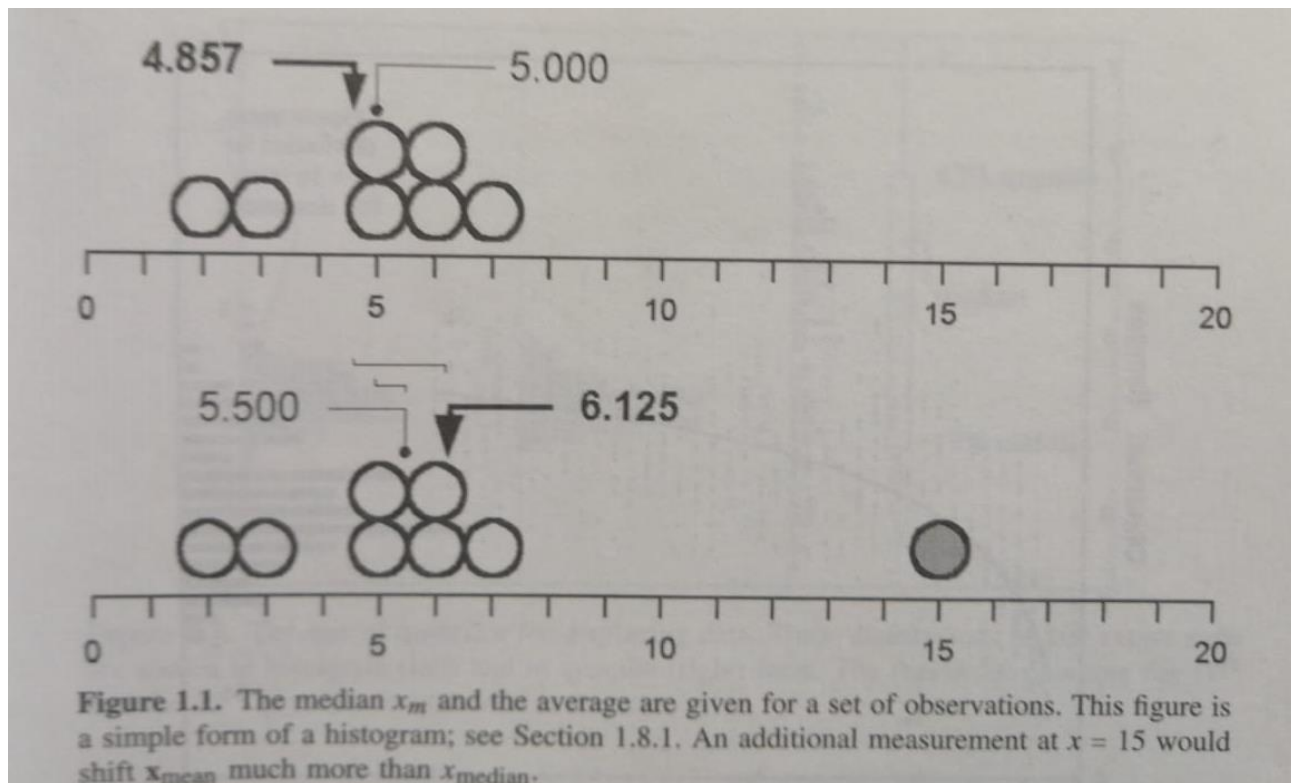 4.857 5.000
0 5 10 15 20
5.500 6.125
0 5 10 15 20
Figure 1.1. The median xm and the average are given for a set of observations. This figure is
a simple form of a histogram; see Section 1.8.1. An additional measurement at x = 15 would
shift xmean much more than xmedian.